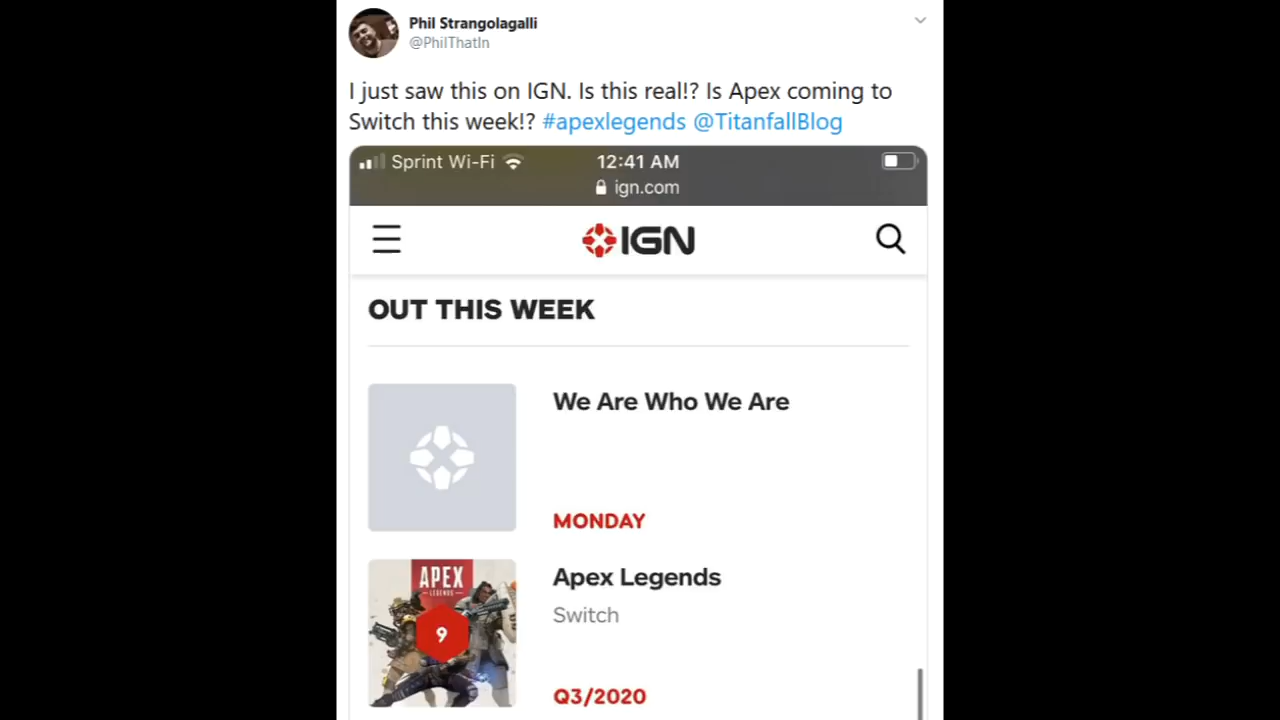 Phil Strangolagalli
@PhilThatIn
I just saw this on IGN. Is this real!? Is Apex coming to
Switch this week!? #apexlegends @TitanfallBlog
Sprint Wi-Fi 12:41 AM
ign.com
IGN
OUT THIS WEEK
We Are Who We Are
MONDAY
APEX
LEGENDS
9
Apex Legends
Switch
Q3/2020